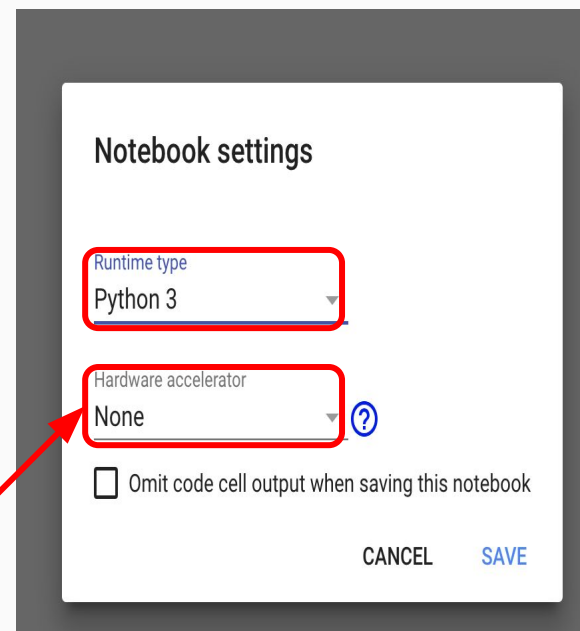 Notebook settings
Runtime type
Python 3
Hardware accelerator
None
?
Omit code cell output when saving this notebook
CANCEL SAVE